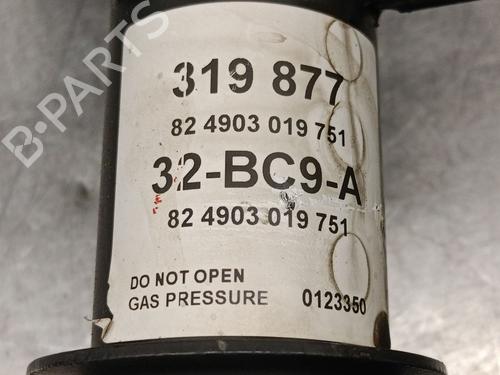 319 877
82 4903 019 751
32-BC9-A
82 4903 019 751
DO NOT OPEN
GAS PRESSURE 0123350
B-PARTS